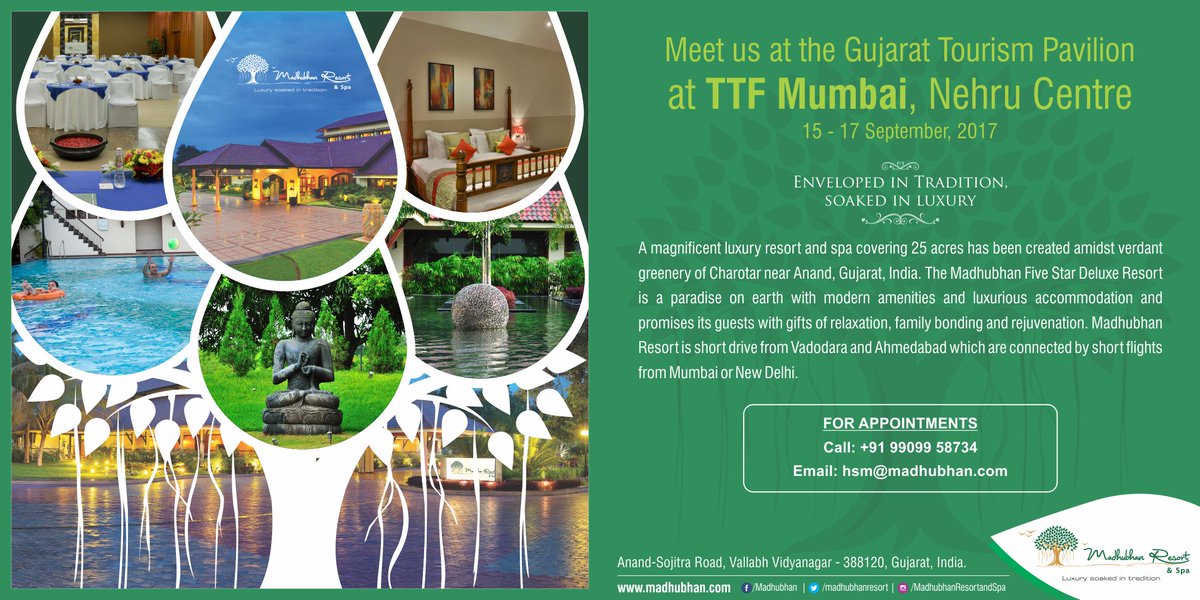 Madhubhan Resort
& Spa
Luxury soaked in tradition
Meet us at the Gujarat Tourism Pavilion
at TTF Mumbai, Nehru Centre
15 - 17 September, 2017
ENVELOPED IN TRADITION,
SOAKED IN LUXURY
A magnificent luxury resort and spa covering 25 acres has been created amidst verdant
greenery of Charotar near Anand, Gujarat, India. The Madhubhan Five Star Deluxe Resort
is a paradise on earth with modern amenities and luxurious accommodation and
promises its guests with gifts of relaxation, family bonding and rejuvenation. Madhubhan
Resort is short drive from Vadodara and Ahmedabad which are connected by short flights
from Mumbai or New Delhi.
FOR APPOINTMENTS
Call: +91 99099 58734
Email: hsm@madhubhan.com
Anand-Sojitra Road, Vallabh Vidyanagar - 388120, Gujarat, India.
www.madhubhan.com /Madhubhan | /madhubhanresort | /MadhubhanResortandSpa
Madhubhan Resort
& Spa
Luxury soaked in tradition